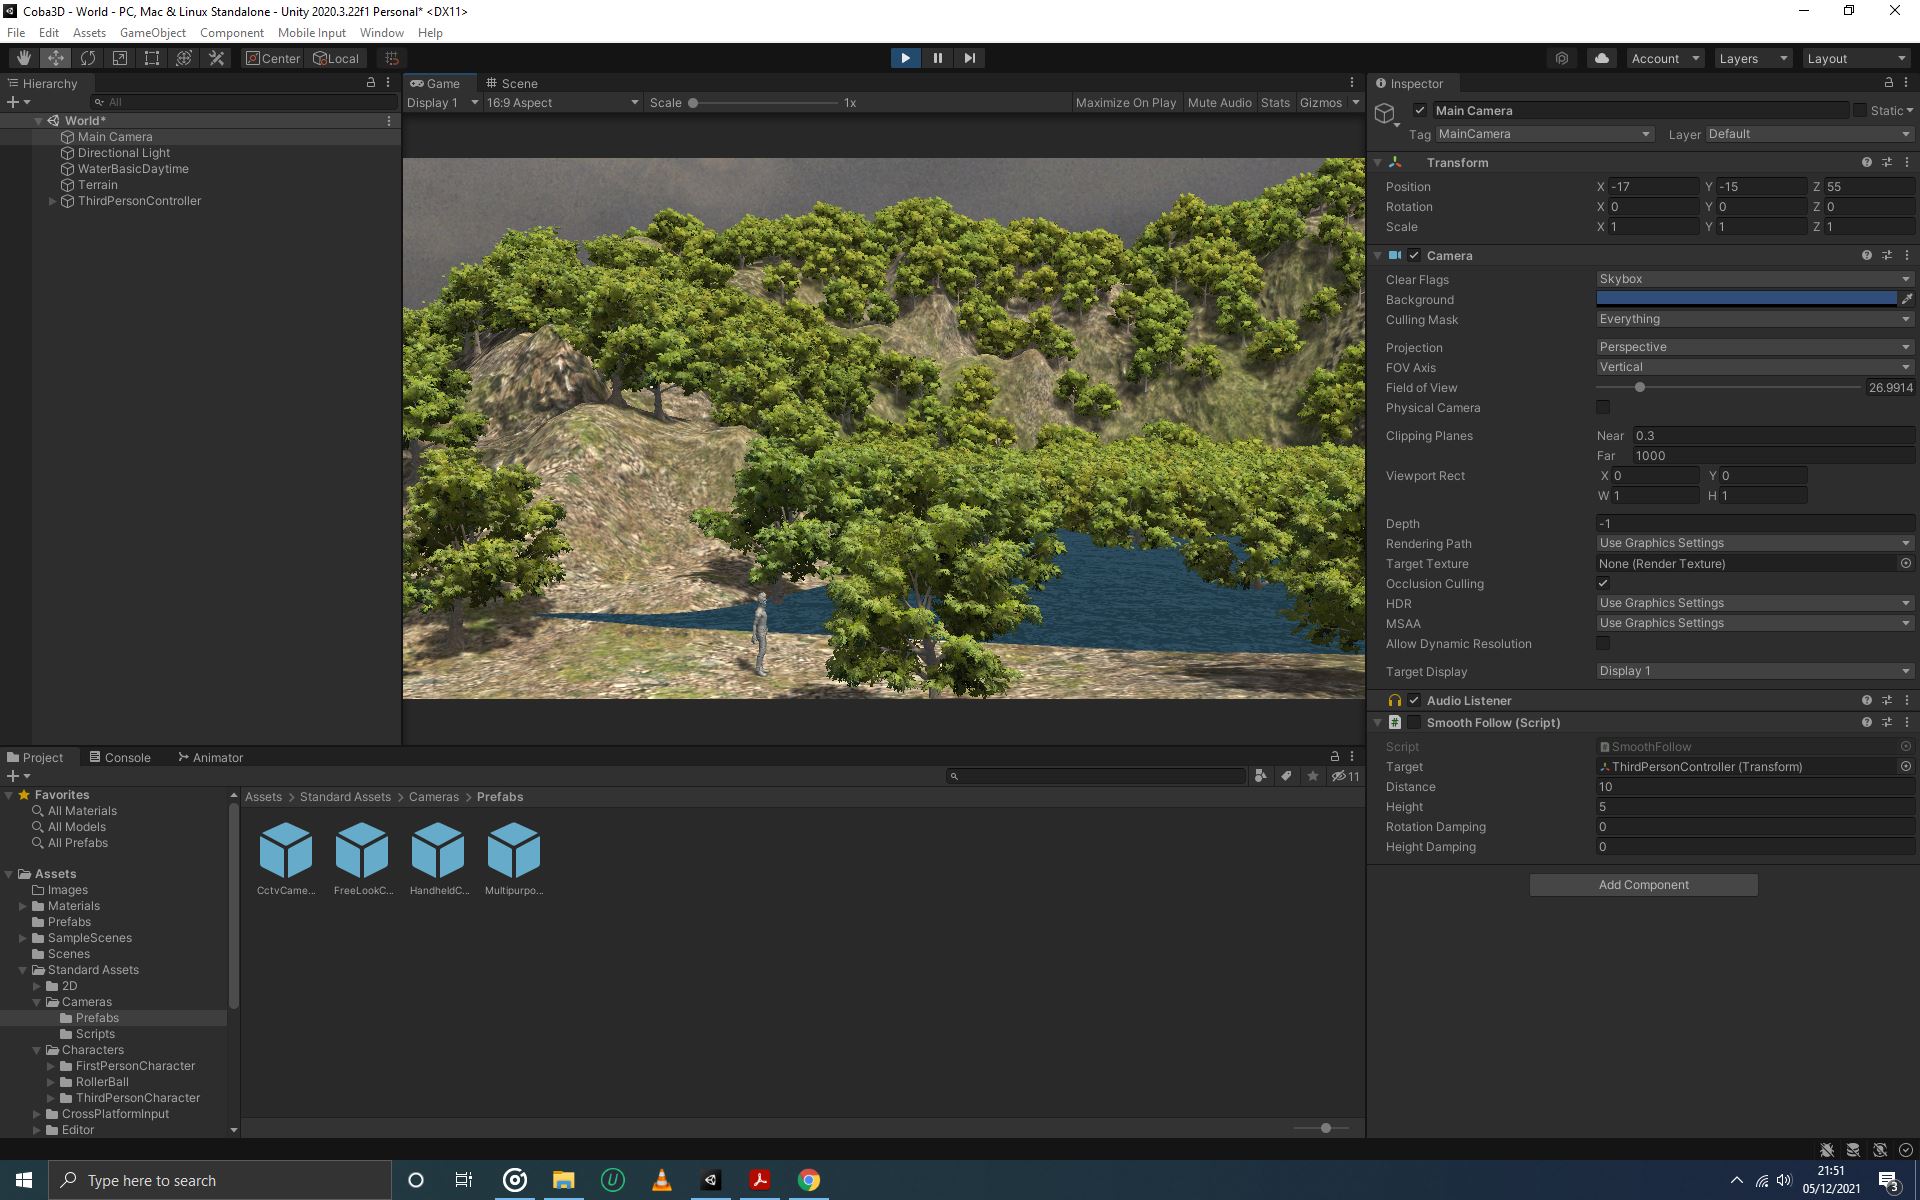 Coba3D - World - PC, Mac & Linux Standalone - Unity 2020.3.22f1 Personal* <DX11>
File Edit Assets GameObject Component Mobile Input Window Help
Center Local Account Layers Layout
Hierarchy
All
World*
Main Camera
Directional Light
WaterBasicDaytime
Terrain
ThirdPersonController
Game Scene
Display 1 16:9 Aspect Scale 1x Maximize On Play Mute Audio Stats Gizmos
Inspector
Main Camera Static
Tag MainCamera Layer Default
Transform
Position X -17 Y -15 Z 55
Rotation X 0 Y 0 Z 0
Scale X 1 Y 1 Z 1
Camera
Clear Flags Skybox
Background
Culling Mask Everything
Projection Perspective
FOV Axis Vertical
Field of View 26.9914
Physical Camera
Clipping Planes Near 0.3
Far 1000
Viewport Rect X 0 Y 0
W 1 H 1
Depth -1
Rendering Path Use Graphics Settings
Target Texture None (Render Texture)
Occlusion Culling
HDR Use Graphics Settings
MSAA Use Graphics Settings
Allow Dynamic Resolution
Target Display Display 1
Audio Listener
# Smooth Follow (Script)
Script SmoothFollow
Target ThirdPersonController (Transform)
Distance 10
Height 5
Rotation Damping 0
Height Damping 0
Add Component
Project Console Animator
11
Favorites
All Materials
All Models
All Prefabs
Assets
Images
Materials
Prefabs
SampleScenes
Scenes
Standard Assets
2D
Cameras
Prefabs
Scripts
Characters
FirstPersonCharacter
RollerBall
ThirdPersonCharacter
CrossPlatformInput
Editor
Assets > Standard Assets > Cameras > Prefabs
CctvCame... FreeLookC... HandheldC... Multipurpo...
Type here to search
21:51
05/12/2021
3